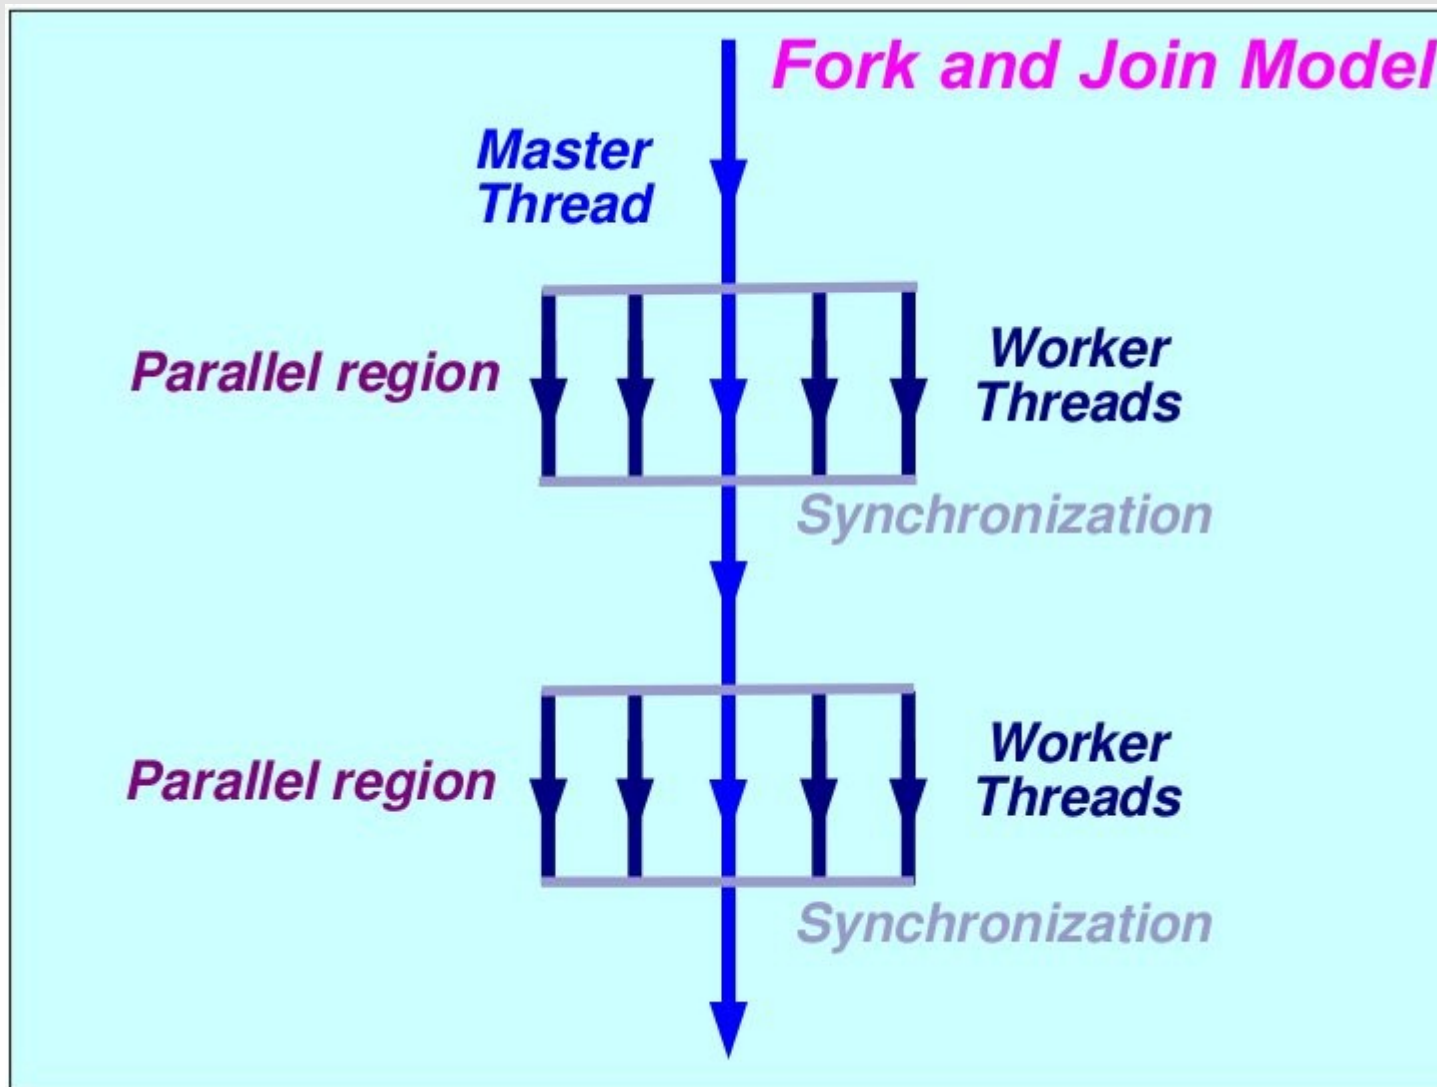 Fork and Join Model
Master
Thread
Parallel region
Worker
Threads
Synchronization
Parallel region
Worker
Threads
Synchronization